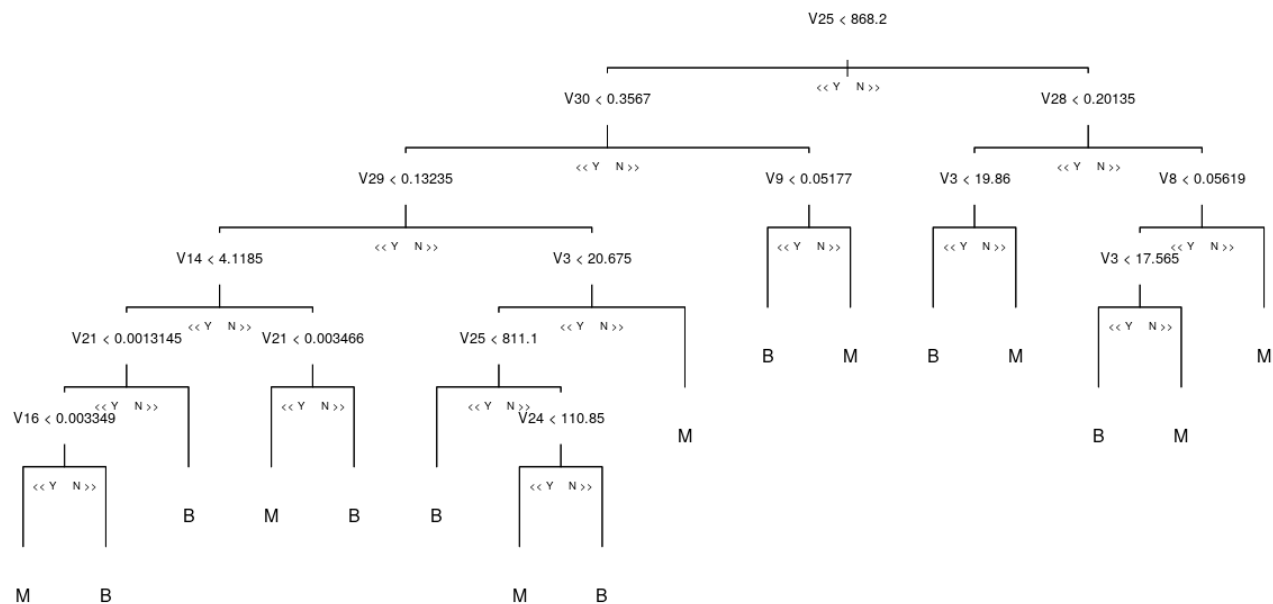 V25 < 868.2
<< Y N >>
V30 < 0.3567 V28 < 0.20135
<< Y N >> << Y N >>
V29 < 0.13235 V9 < 0.05177 V3 < 19.86 V8 < 0.05619
<< Y N >> << Y N >> << Y N >> << Y N >>
V14 < 4.1185 V3 < 20.675 V3 < 17.565
<< Y N >> << Y N >> << Y N >>
V21 < 0.0013145 V21 < 0.003466 V25 < 811.1
B M B M M
<< Y N >> << Y N >> << Y N >>
V16 < 0.003349 V24 < 110.85
M B M
<< Y N >> << Y N >>
B M B B
M B M B